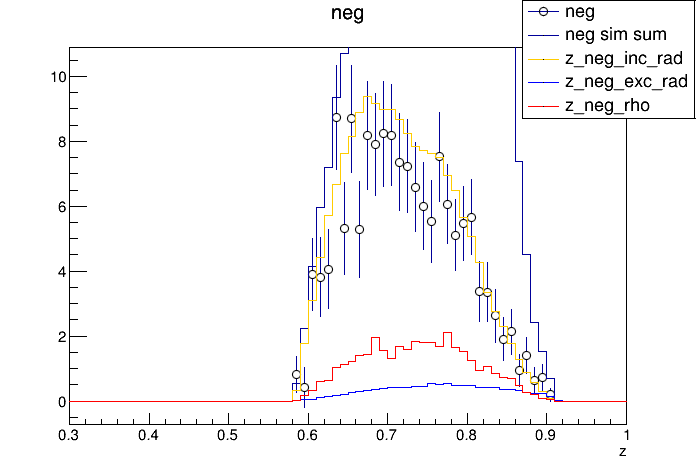 neg
neg
neg sim sum
z_neg_inc_rad
z_neg_exc_rad
z_neg_rho
10
8
6
4
2
0
0.3 0.4 0.5 0.6 0.7 0.8 0.9 1
z